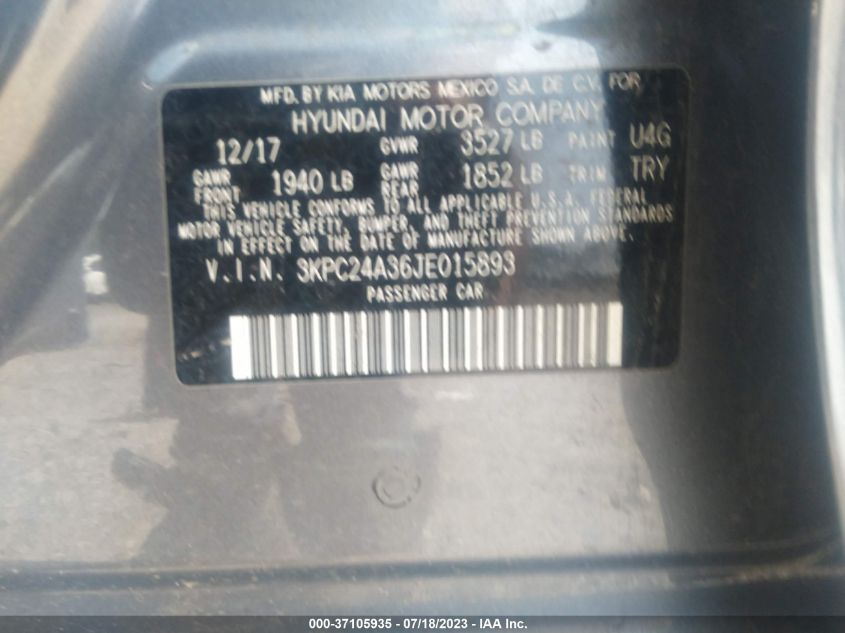 MFD. BY KIA MOTORS MEXICO S.A. DE C.V. FOR
HYUNDAI MOTOR COMPANY
12/17 GVWR 3527 LB PAINT U4G
GAWR FRONT 1940 LB GAWR REAR 1852 LB TRIM TRY
THIS VEHICLE CONFORMS TO ALL APPLICABLE U.S.A. FEDERAL
MOTOR VEHICLE SAFETY, BUMPER, AND THEFT PREVENTION STANDARDS
IN EFFECT ON THE DATE OF MANUFACTURE SHOWN ABOVE.
V.I.N. 3KPC24A36JE015893
PASSENGER CAR
000-37105935 - 07/18/2023 - IAA Inc.